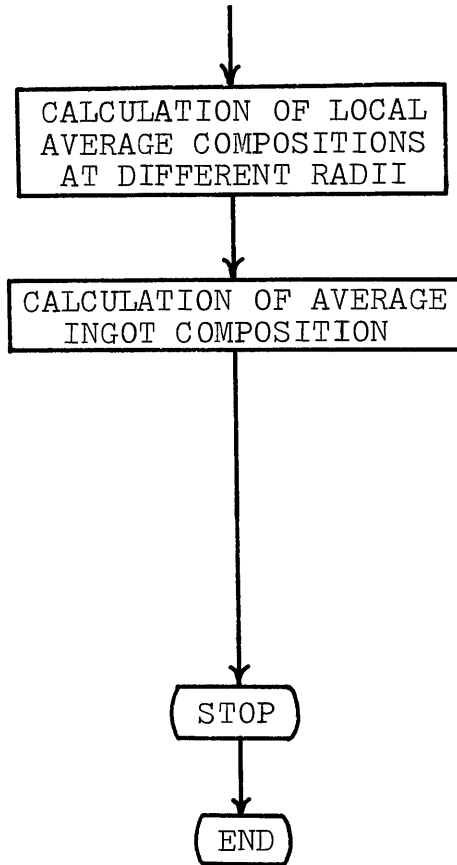 CALCULATION OF LOCAL
AVERAGE COMPOSITIONS
AT DIFFERENT RADII
CALCULATION OF AVERAGE
INGOT COMPOSITION
STOP
END